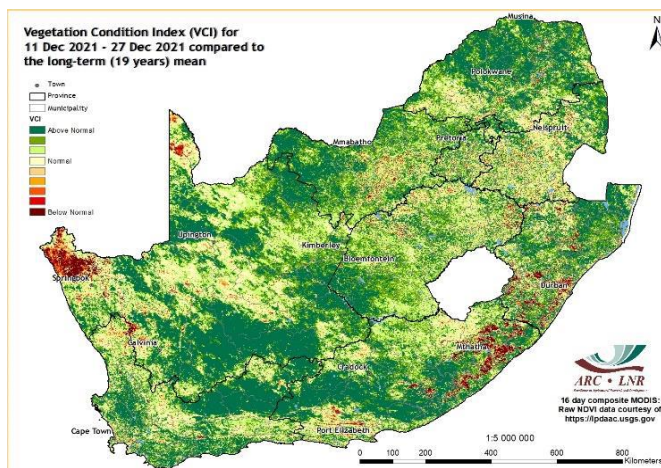 Vegetation Condition Index (VCI) for
11 Dec 2021 - 27 Dec 2021 compared to
the long-term (19 years) mean
Town
Province
Municipality
VCI
Above Normal
Normal
Below Normal
N
Musina
Polokwane
Nelspruit
Pretoria
Mmabatho
Upington
Kimberley
Bloemfontein
Springbok
Durban
Calvinia
Mthatha
Cradock
Cape Town
Port Elizabeth
ARC • LNR
16 day composite MODIS:
Raw NDVI data courtesy of
https://lpdaac.usgs.gov
1:5 000 000
0 100 200 400 600 800
Kilometers